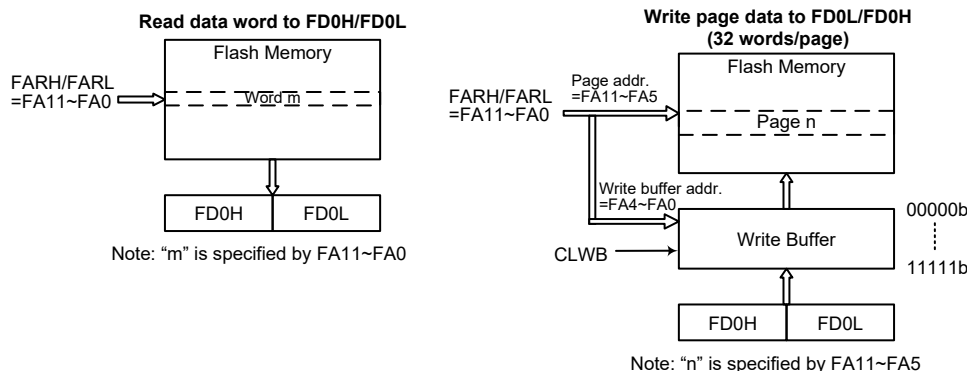 Read data word to FD0H/FD0L
Flash Memory
FARH/FARL
=FA11~FA0
Word m
FD0H
FD0L
Note: “m” is specified by FA11~FA0
Write page data to FD0L/FD0H
(32 words/page)
Flash Memory
FARH/FARL
=FA11~FA0
Page addr.
=FA11~FA5
Page n
Write buffer addr.
=FA4~FA0
CLWB
Write Buffer
00000b
11111b
FD0H
FD0L
Note: “n” is specified by FA11~FA5